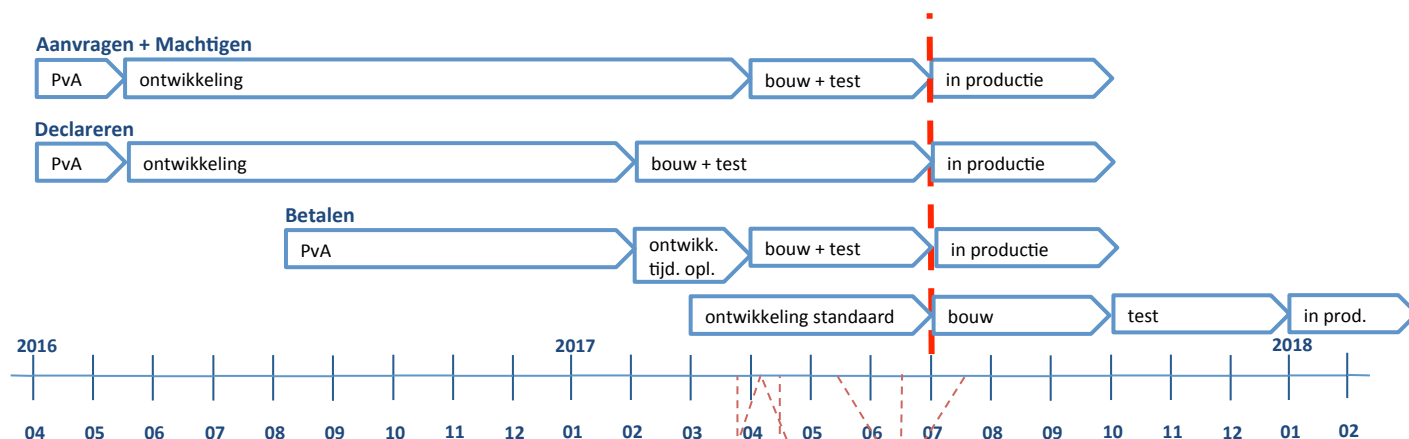 Aanvragen + Machtigen
PvA ontwikkeling bouw + test in productie
Declareren
PvA ontwikkeling bouw + test in productie
Betalen
PvA ontwikk. tijd. opl. bouw + test in productie
ontwikkeling standaard bouw test in prod.
2016 2017 2018
04 05 06 07 08 09 10 11 12 01 02 03 04 05 06 07 08 09 10 11 12 01 02